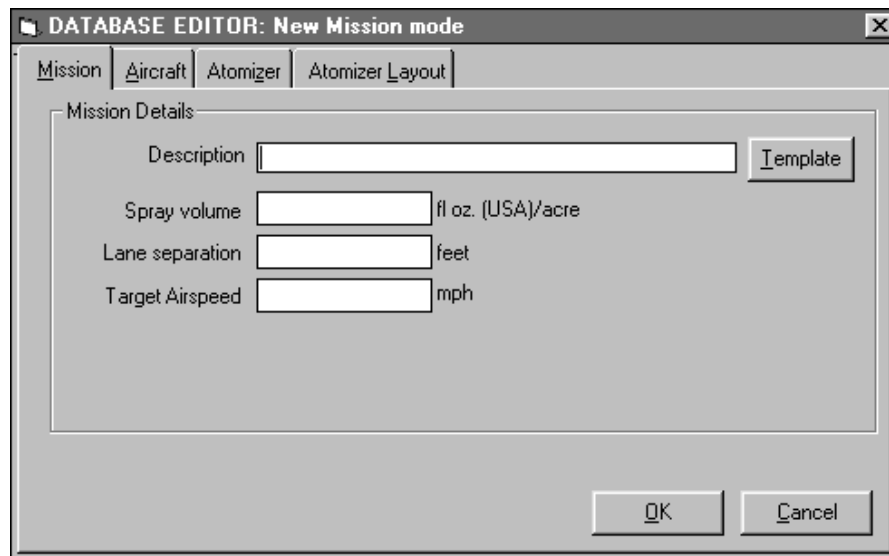 DATABASE EDITOR: New Mission mode
Mission Aircraft Atomizer Atomizer Layout
Mission Details
Description Template
Spray volume fl oz. (USA)/acre
Lane separation feet
Target Airspeed mph
OK Cancel